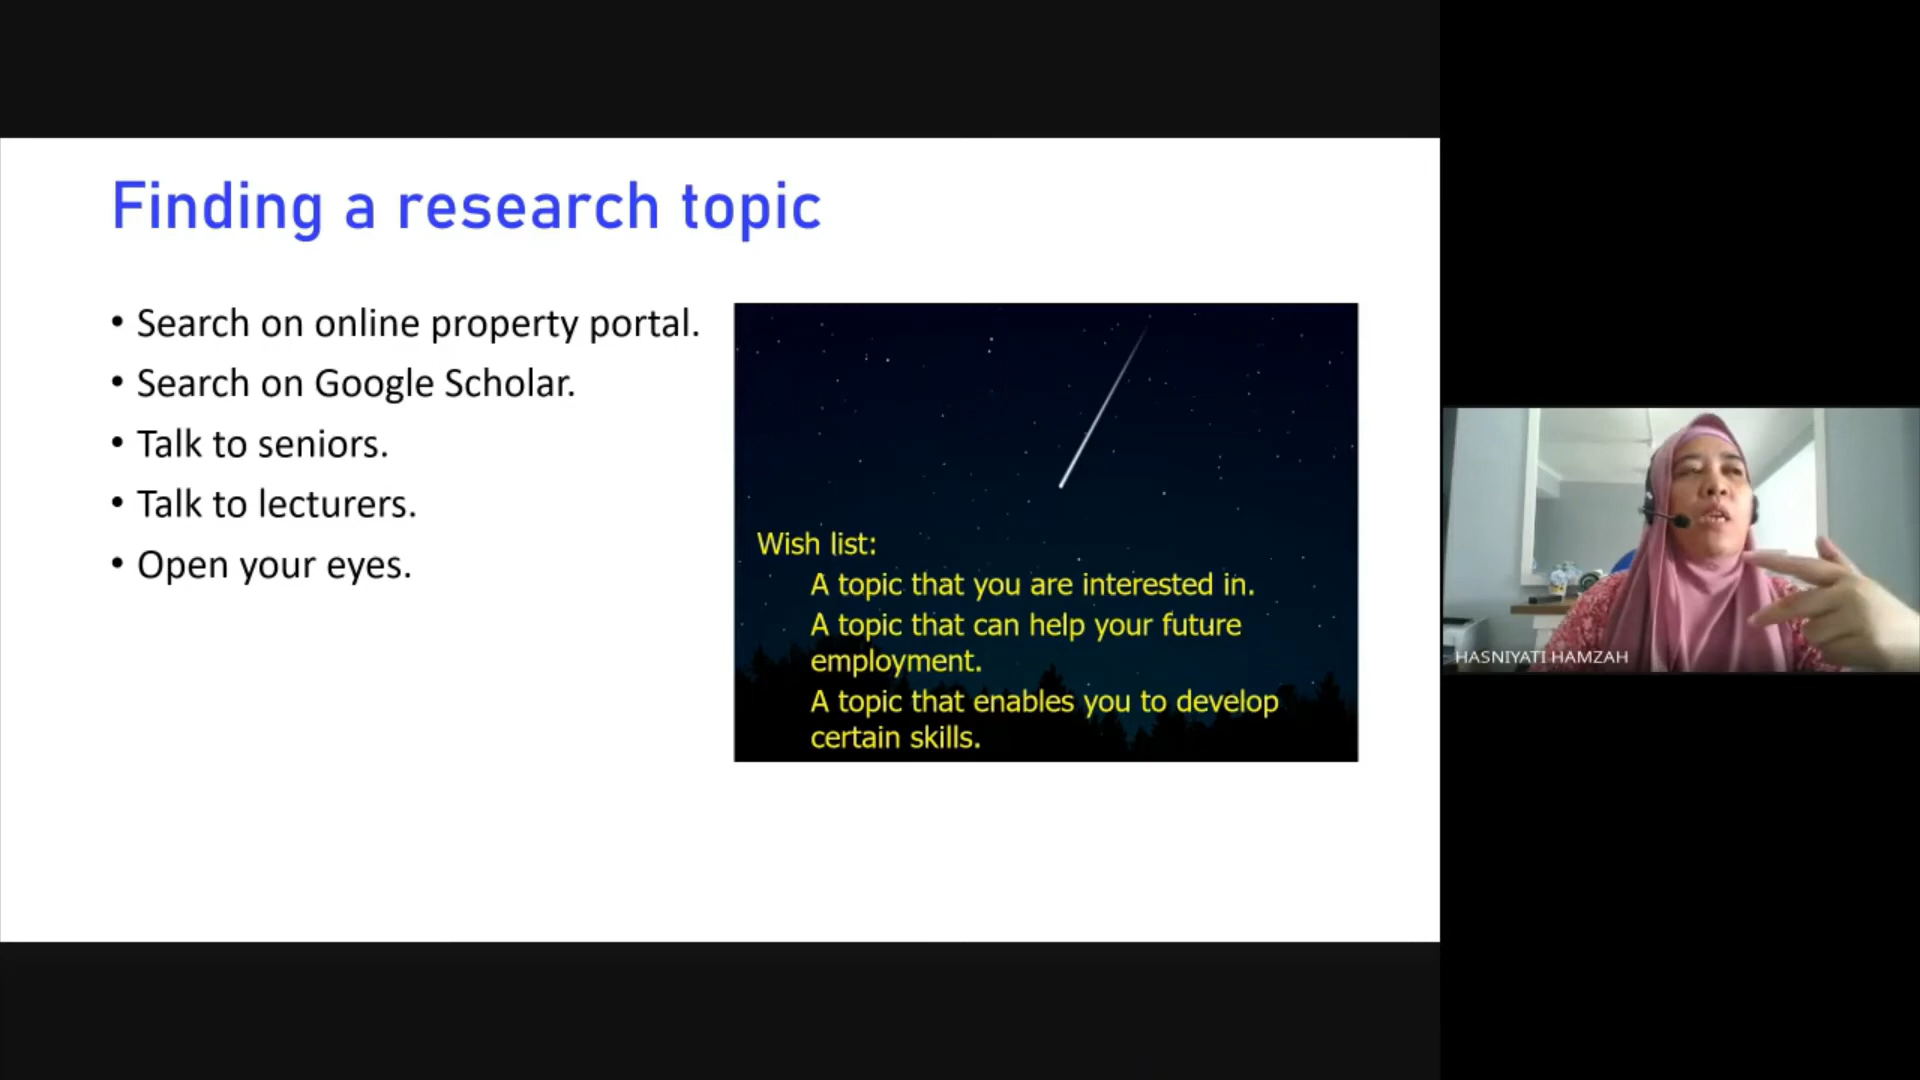 Finding a research topic
• Search on online property portal.
• Search on Google Scholar.
• Talk to seniors.
• Talk to lecturers.
• Open your eyes.
Wish list:
A topic that you are interested in.
A topic that can help your future
employment.
A topic that enables you to develop
certain skills.
HASNIYATI HAMZAH